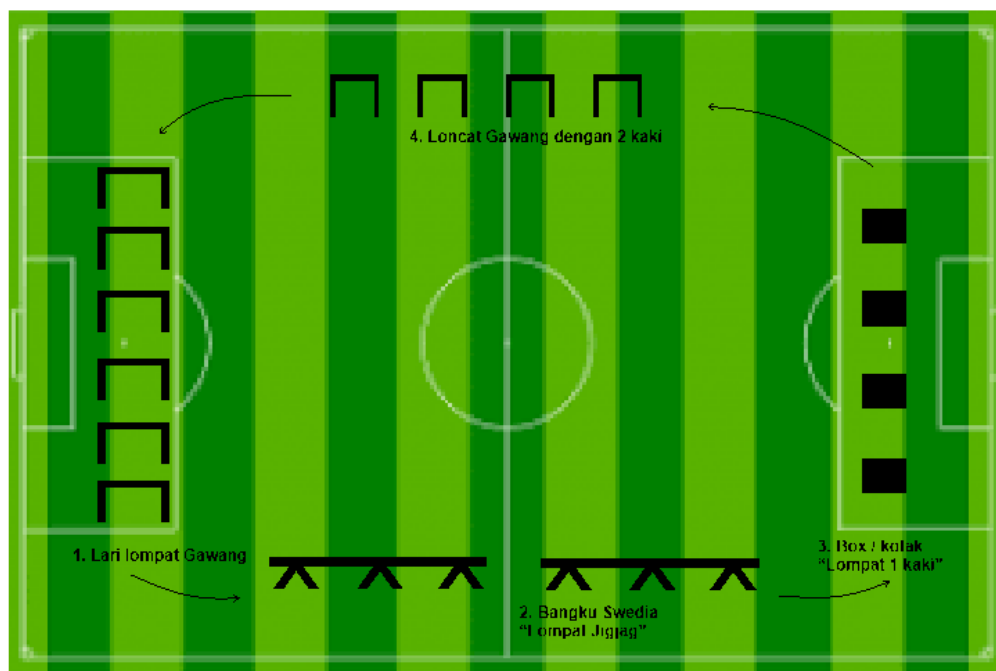 4. Loncat Gawang dengan 2 kaki
1. Lari lompat Gawang
3. Box / kotak
“Lompat 1 kaki”
2. Bangku Swedia
“Lompat Jigjag”